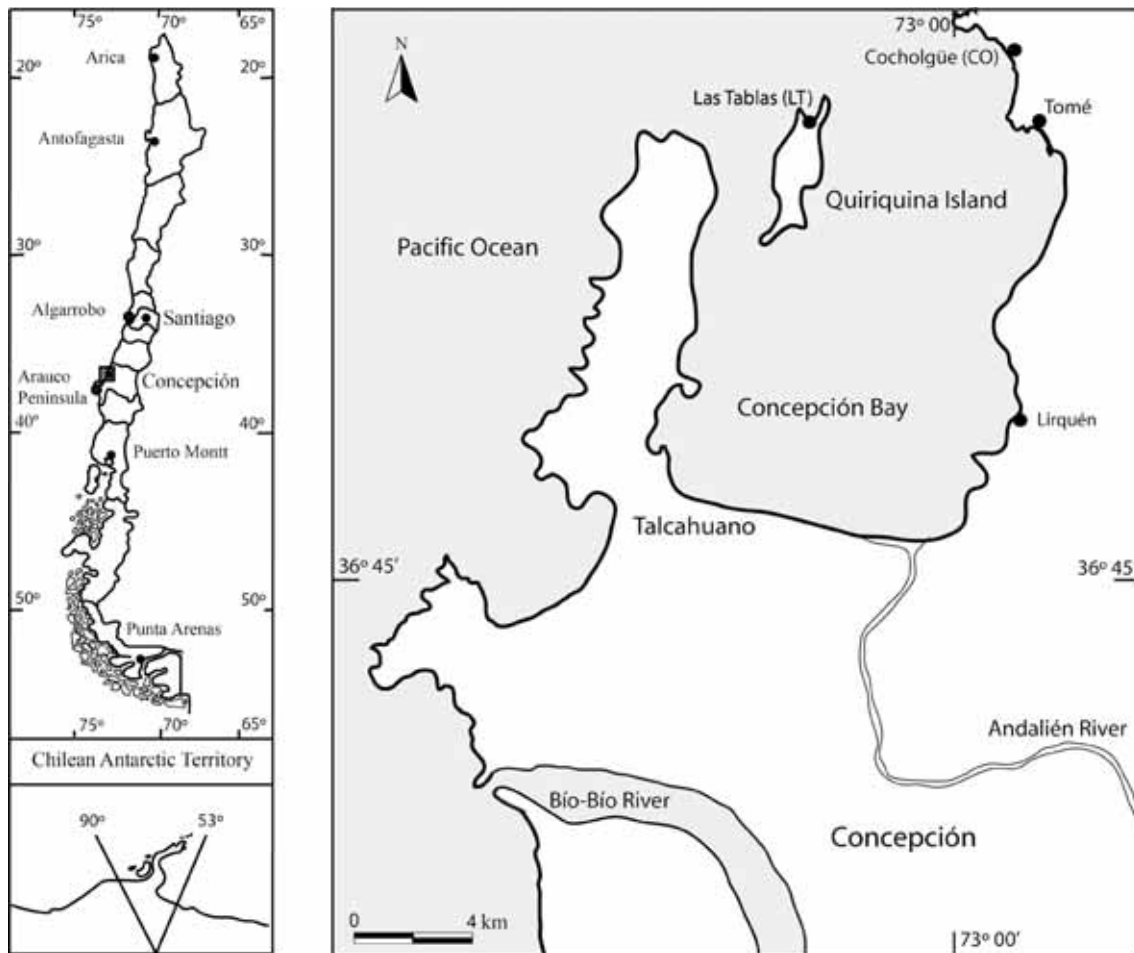 75º 70º 65º
Arica
20º 20º
Antofagasta
30º 30º
Algarrobo
Santiago
Arauco
Peninsula
Concepción
40º 40º
Puerto Montt
50º 50º
Punta Arenas
75º 70º 65º
Chilean Antarctic Territory
90º 53º
73º 00'
N
Cocholgüe (CO)
Las Tablas (LT)
Tomé
Quiriquina Island
Pacific Ocean
Concepción Bay
Lirquén
Talcahuano
36º 45' 36º 45'
Andalién River
Bío-Bío River
Concepción
0 4 km
73º 00'